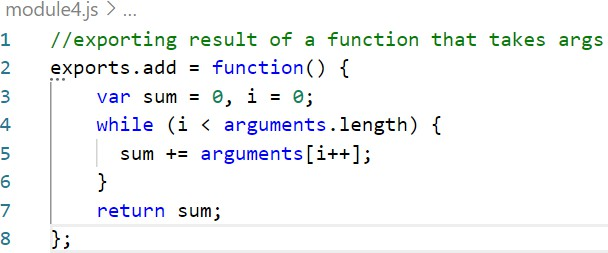 module4.js > ...
1 //exporting result of a function that takes args
2 exports.add = function() {
3     var sum = 0, i = 0;
4     while (i < arguments.length) {
5       sum += arguments[i++];
6     }
7     return sum;
8 };